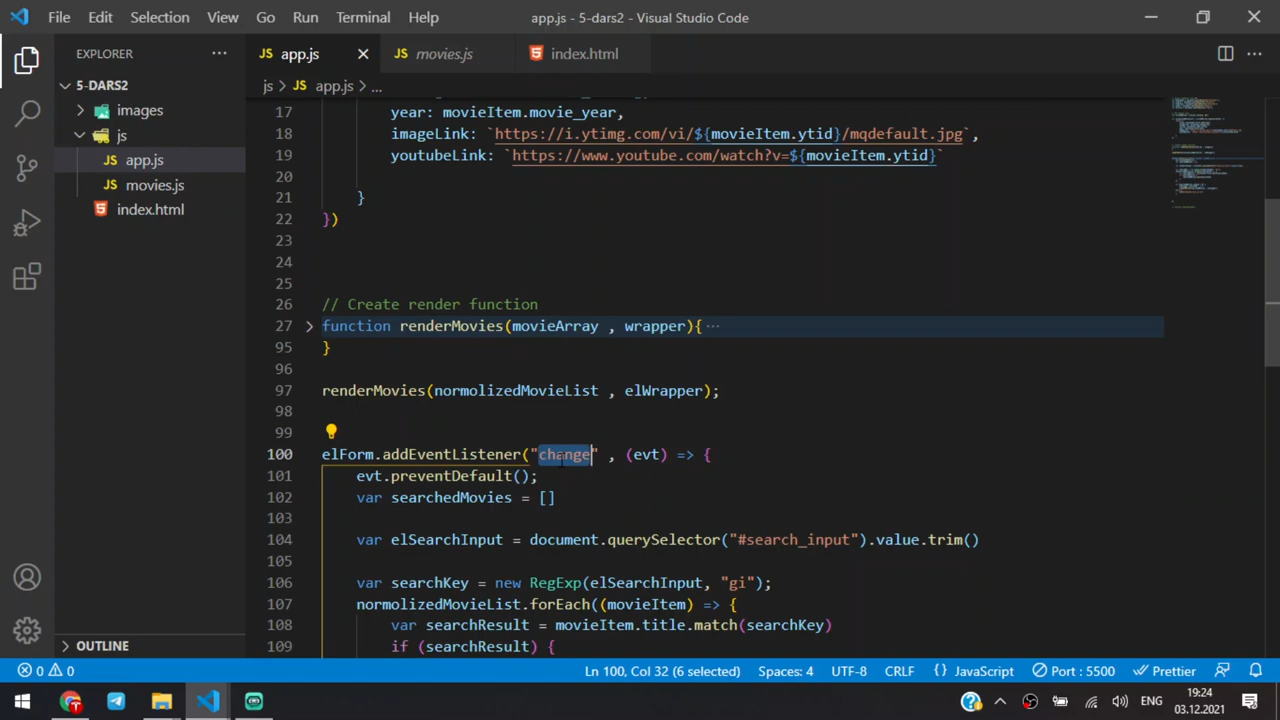 File Edit Selection View Go Run Terminal Help app.js - 5-dars2 - Visual Studio Code
EXPLORER ··· JS app.js × JS movies.js index.html ···
5-DARS2 js > JS app.js > ...
images
js
JS app.js
JS movies.js
index.html
17 year: movieItem.movie_year,
18 imageLink: `https://i.ytimg.com/vi/${movieItem.ytid}/mqdefault.jpg`,
19 youtubeLink: `https://www.youtube.com/watch?v=${movieItem.ytid}`
20
21 }
22 })
23
24
25
26 // Create render function
27 function renderMovies(movieArray , wrapper){ ···
95 }
96
97 renderMovies(normolizedMovieList , elWrapper);
98
99
100 elForm.addEventListener("change" , (evt) => {
101 evt.preventDefault();
102 var searchedMovies = []
103
104 var elSearchInput = document.querySelector("#search_input").value.trim()
105
106 var searchKey = new RegExp(elSearchInput, "gi");
107 normolizedMovieList.forEach((movieItem) => {
108 var searchResult = movieItem.title.match(searchKey)
109 if (searchResult) {
OUTLINE
0 0 Ln 100, Col 32 (6 selected) Spaces: 4 UTF-8 CRLF {} JavaScript Port : 5500 Prettier
ENG 19:24
03.12.2021